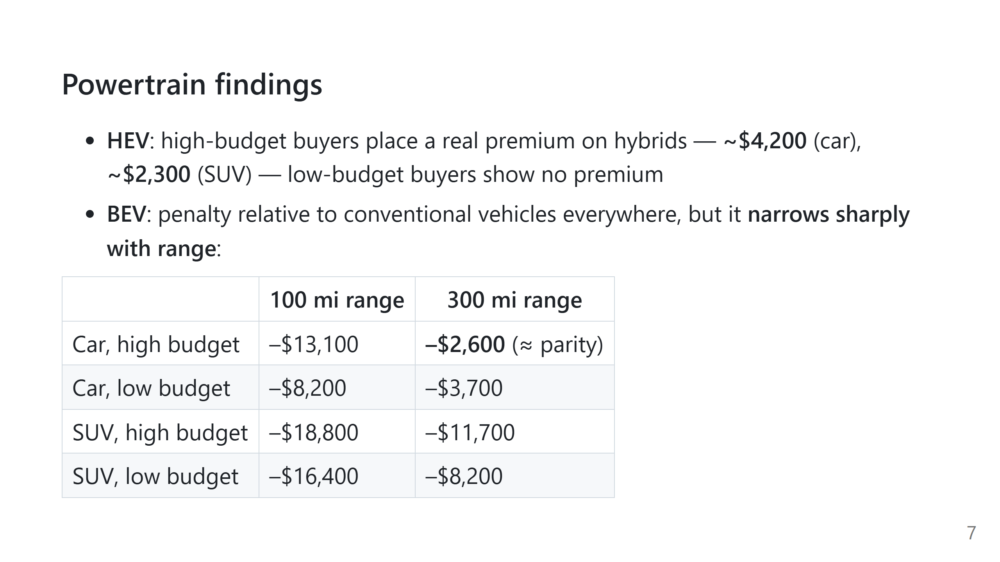 Powertrain findings
• HEV: high-budget buyers place a real premium on hybrids — ~$4,200 (car),
~$2,300 (SUV) — low-budget buyers show no premium
• BEV: penalty relative to conventional vehicles everywhere, but it narrows sharply
with range:
100 mi range 300 mi range
Car, high budget –$13,100 –$2,600 (≈ parity)
Car, low budget –$8,200 –$3,700
SUV, high budget –$18,800 –$11,700
SUV, low budget –$16,400 –$8,200
7